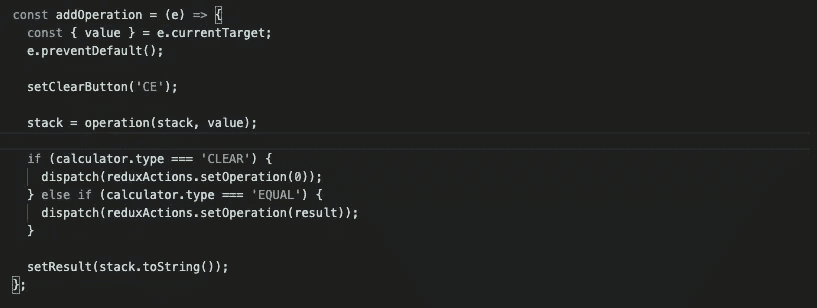 const addOperation = (e) => {
  const { value } = e.currentTarget;
  e.preventDefault();
  setClearButton('CE');
  stack = operation(stack, value);
  if (calculator.type === 'CLEAR') {
    dispatch(reduxActions.setOperation(0));
  } else if (calculator.type === 'EQUAL') {
    dispatch(reduxActions.setOperation(result));
  }
  setResult(stack.toString());
};